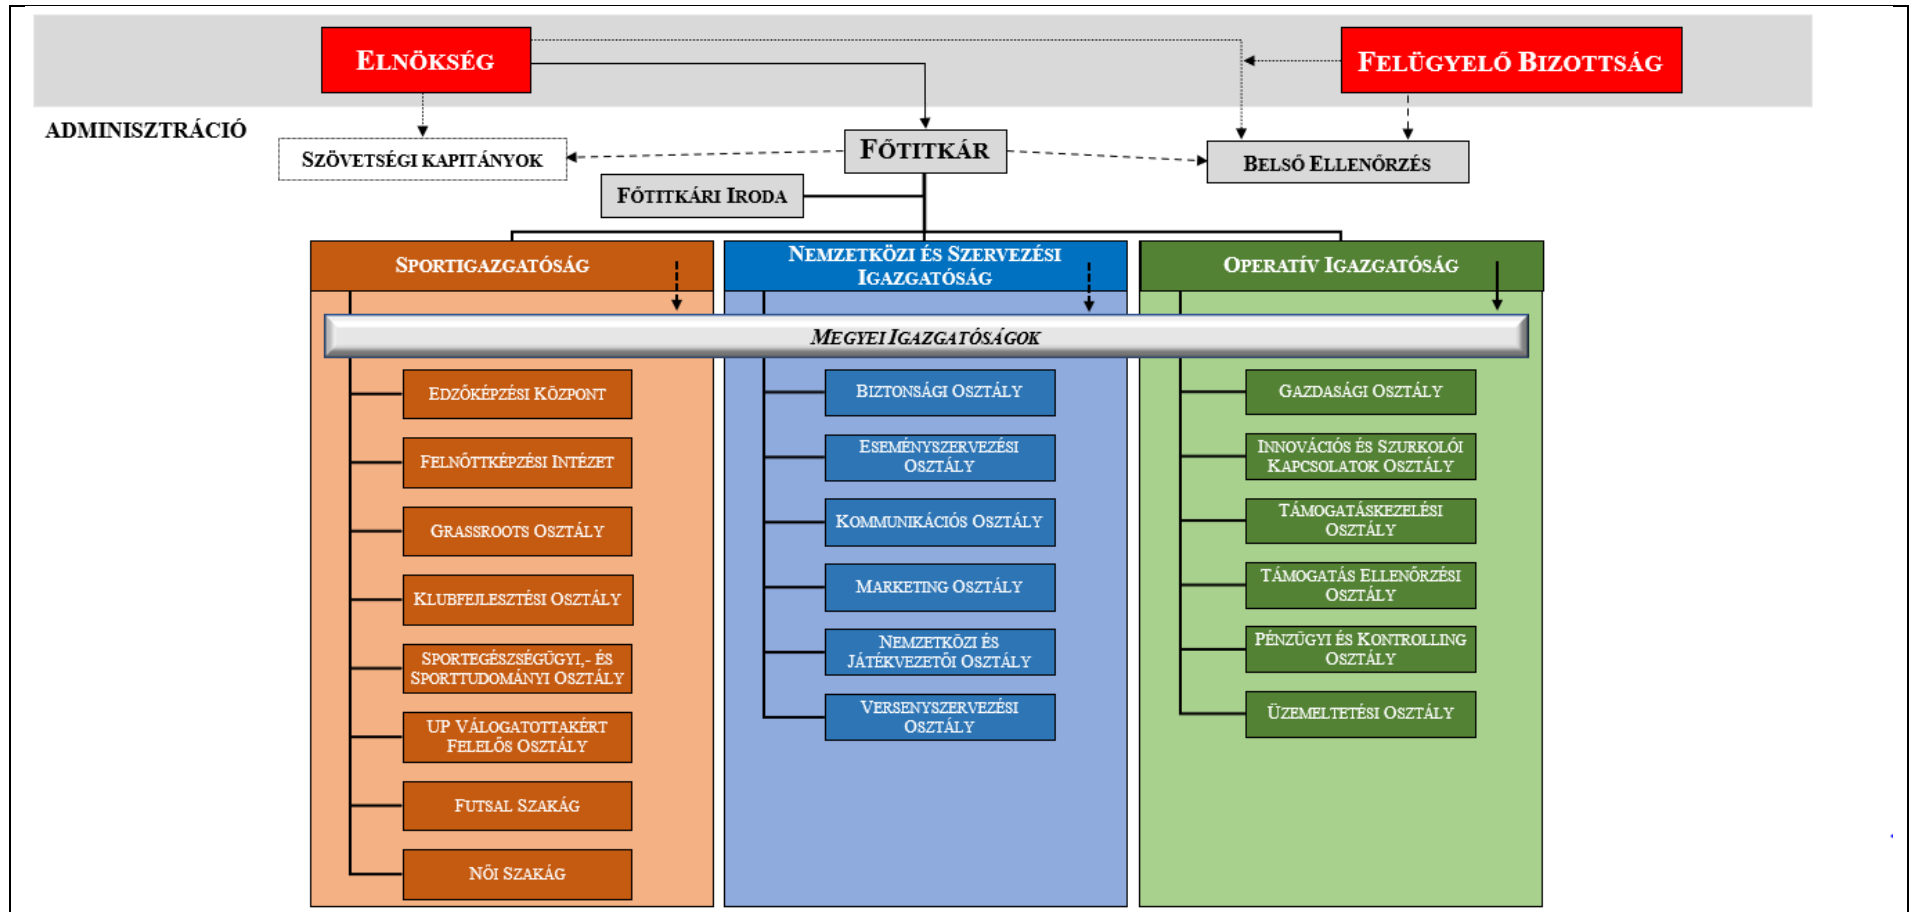 ELNÖKSÉG
FELÜGYELŐ BIZOTTSÁG
ADMINISZTRÁCIÓ
SZÖVETSÉGI KAPITÁNYOK
FŐTITKÁR
BELSŐ ELLENŐRZÉS
FŐTITKÁRI IRODA
SPORTIGAZGATÓSÁG
NEMZETKÖZI ÉS SZERVEZÉSI
IGAZGATÓSÁG
OPERATÍV IGAZGATÓSÁG
MEGYEI IGAZGATÓSÁGOK
EDZŐKÉPZÉSI KÖZPONT
FELNŐTTKÉPZÉSI INTÉZET
GRASSROOTS OSZTÁLY
KLUBFEJLESZTÉSI OSZTÁLY
SPORTEGÉSZSÉGÜGYI,- ÉS
SPORTTUDOMÁNYI OSZTÁLY
UP VÁLOGATOTTAKÉRT
FELELŐS OSZTÁLY
FUTSAL SZAKÁG
NŐI SZAKÁG
BIZTONSÁGI OSZTÁLY
ESEMÉNYSZERVEZÉSI
OSZTÁLY
KOMMUNIKÁCIÓS OSZTÁLY
MARKETING OSZTÁLY
NEMZETKÖZI ÉS
JÁTÉKVEZETŐI OSZTÁLY
VERSENYSZERVEZÉSI
OSZTÁLY
GAZDASÁGI OSZTÁLY
INNOVÁCIÓS ÉS SZURKOLÓI
KAPCSOLATOK OSZTÁLY
TÁMOGATÁSKEZELÉSI
OSZTÁLY
TÁMOGATÁS ELLENŐRZÉSI
OSZTÁLY
PÉNZÜGYI ÉS KONTROLLING
OSZTÁLY
ÜZEMELTETÉSI OSZTÁLY